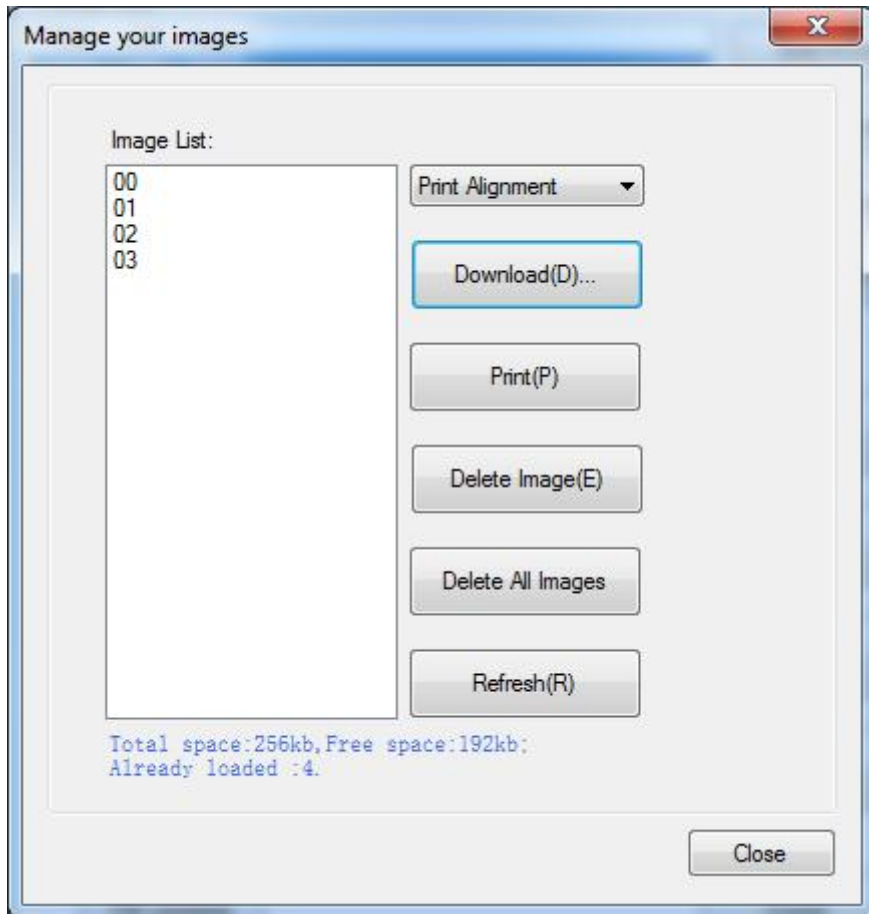 Manage your images
Image List:
00
01
02
03
Print Alignment
Download(D)...
Print(P)
Delete Image(E)
Delete All Images
Refresh(R)
Total space:256kb,Free space:192kb;
Already loaded :4.
Close